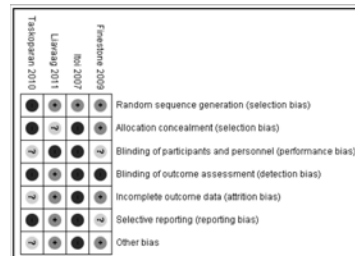 Taskoparan 2010
Liavaag 2011
Itoi 2007
Finestone 2009
Random sequence generation (selection bias)
Allocation concealment (selection bias)
? Blinding of participants and personnel (performance bias)
Blinding of outcome assessment (detection bias)
Incomplete outcome data (attrition bias)
Selective reporting (reporting bias)
Other bias